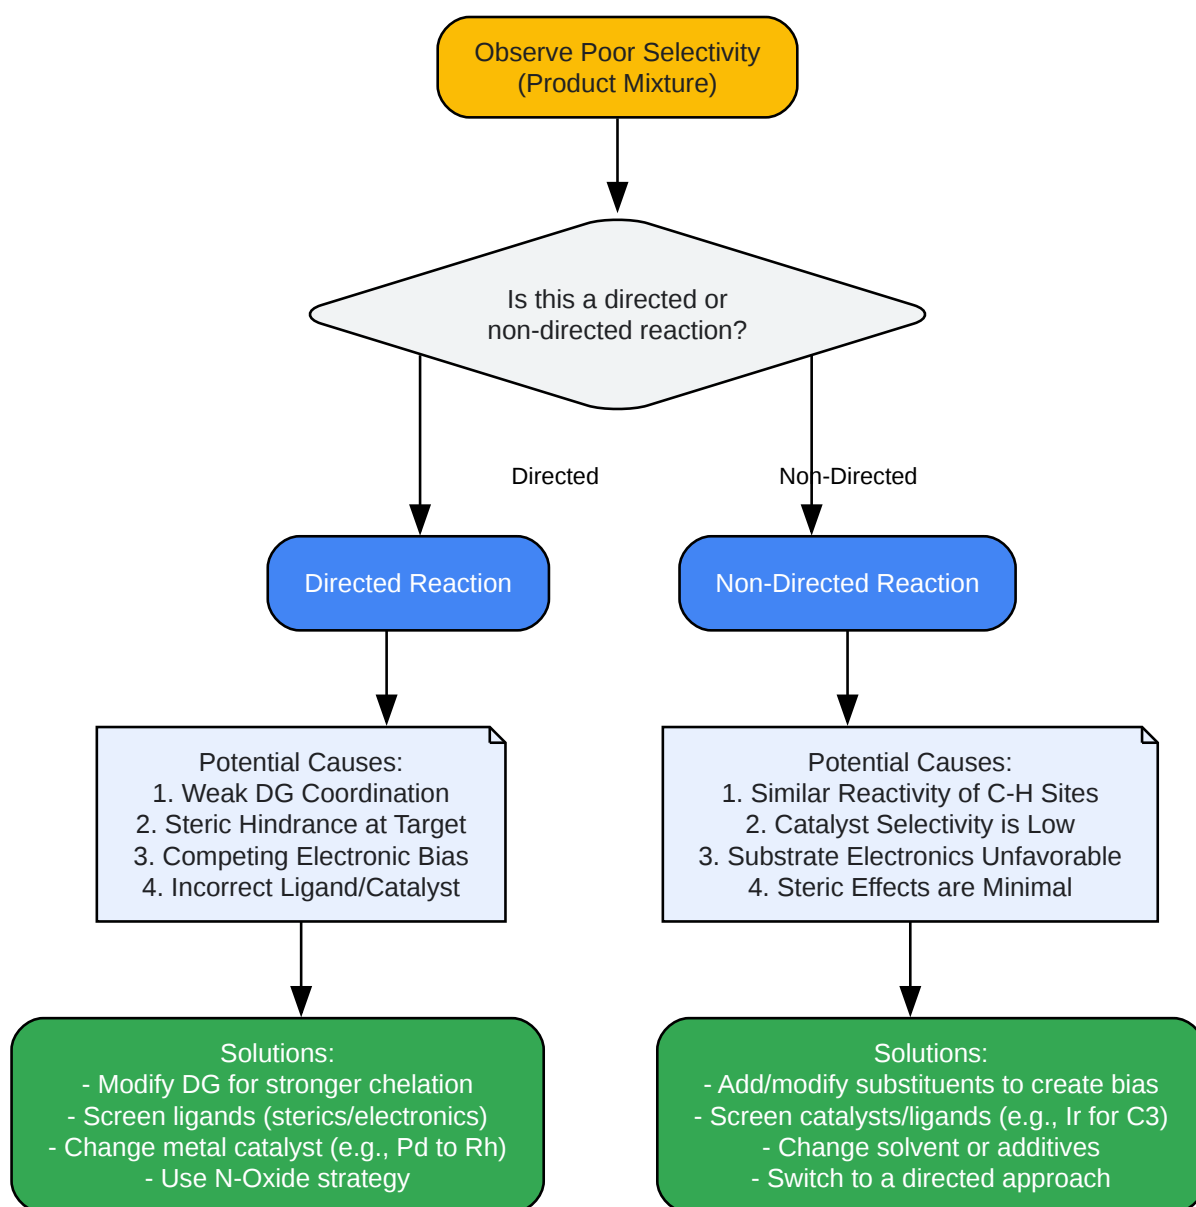 Observe Poor Selectivity
(Product Mixture)
Is this a directed or
non-directed reaction?
Directed
Non-Directed
Directed Reaction
Non-Directed Reaction
Potential Causes:
1. Weak DG Coordination
2. Steric Hindrance at Target
3. Competing Electronic Bias
4. Incorrect Ligand/Catalyst
Potential Causes:
1. Similar Reactivity of C-H Sites
2. Catalyst Selectivity is Low
3. Substrate Electronics Unfavorable
4. Steric Effects are Minimal
Solutions:
- Modify DG for stronger chelation
- Screen ligands (sterics/electronics)
- Change metal catalyst (e.g., Pd to Rh)
- Use N-Oxide strategy
Solutions:
- Add/modify substituents to create bias
- Screen catalysts/ligands (e.g., Ir for C3)
- Change solvent or additives
- Switch to a directed approach